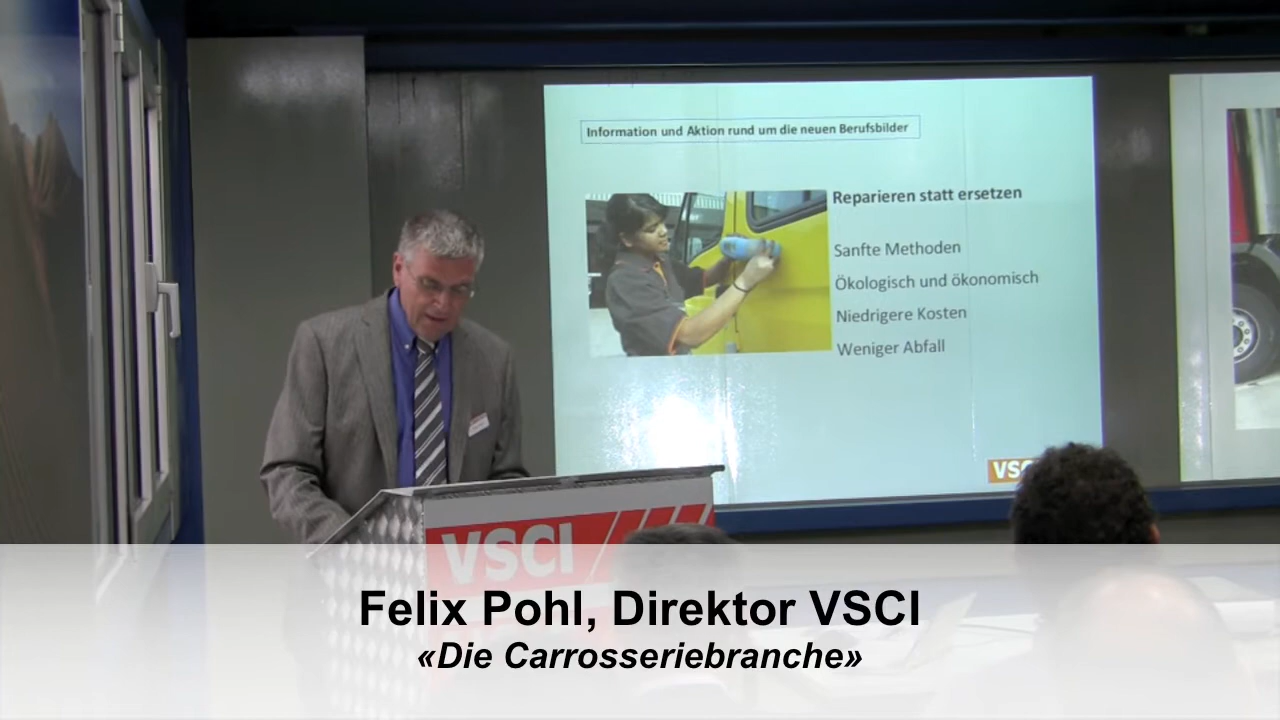 Information und Aktion rund um die neuen Berufsbilder
Reparieren statt ersetzen
Sanfte Methoden
Ökologisch und ökonomisch
Niedrigere Kosten
Weniger Abfall
VSCI
Felix Pohl, Direktor VSCI
«Die Carrosseriebranche»